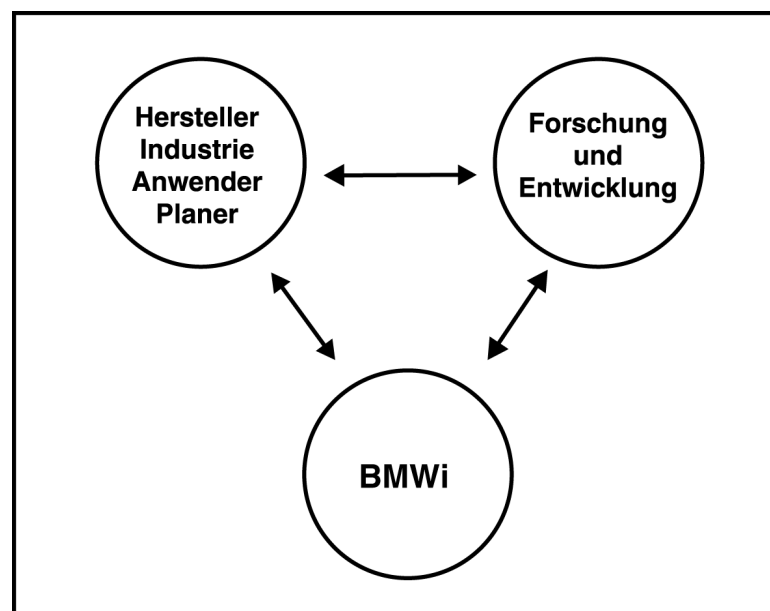 Hersteller
Industrie
Anwender
Planer
Forschung
und
Entwicklung
BMWi